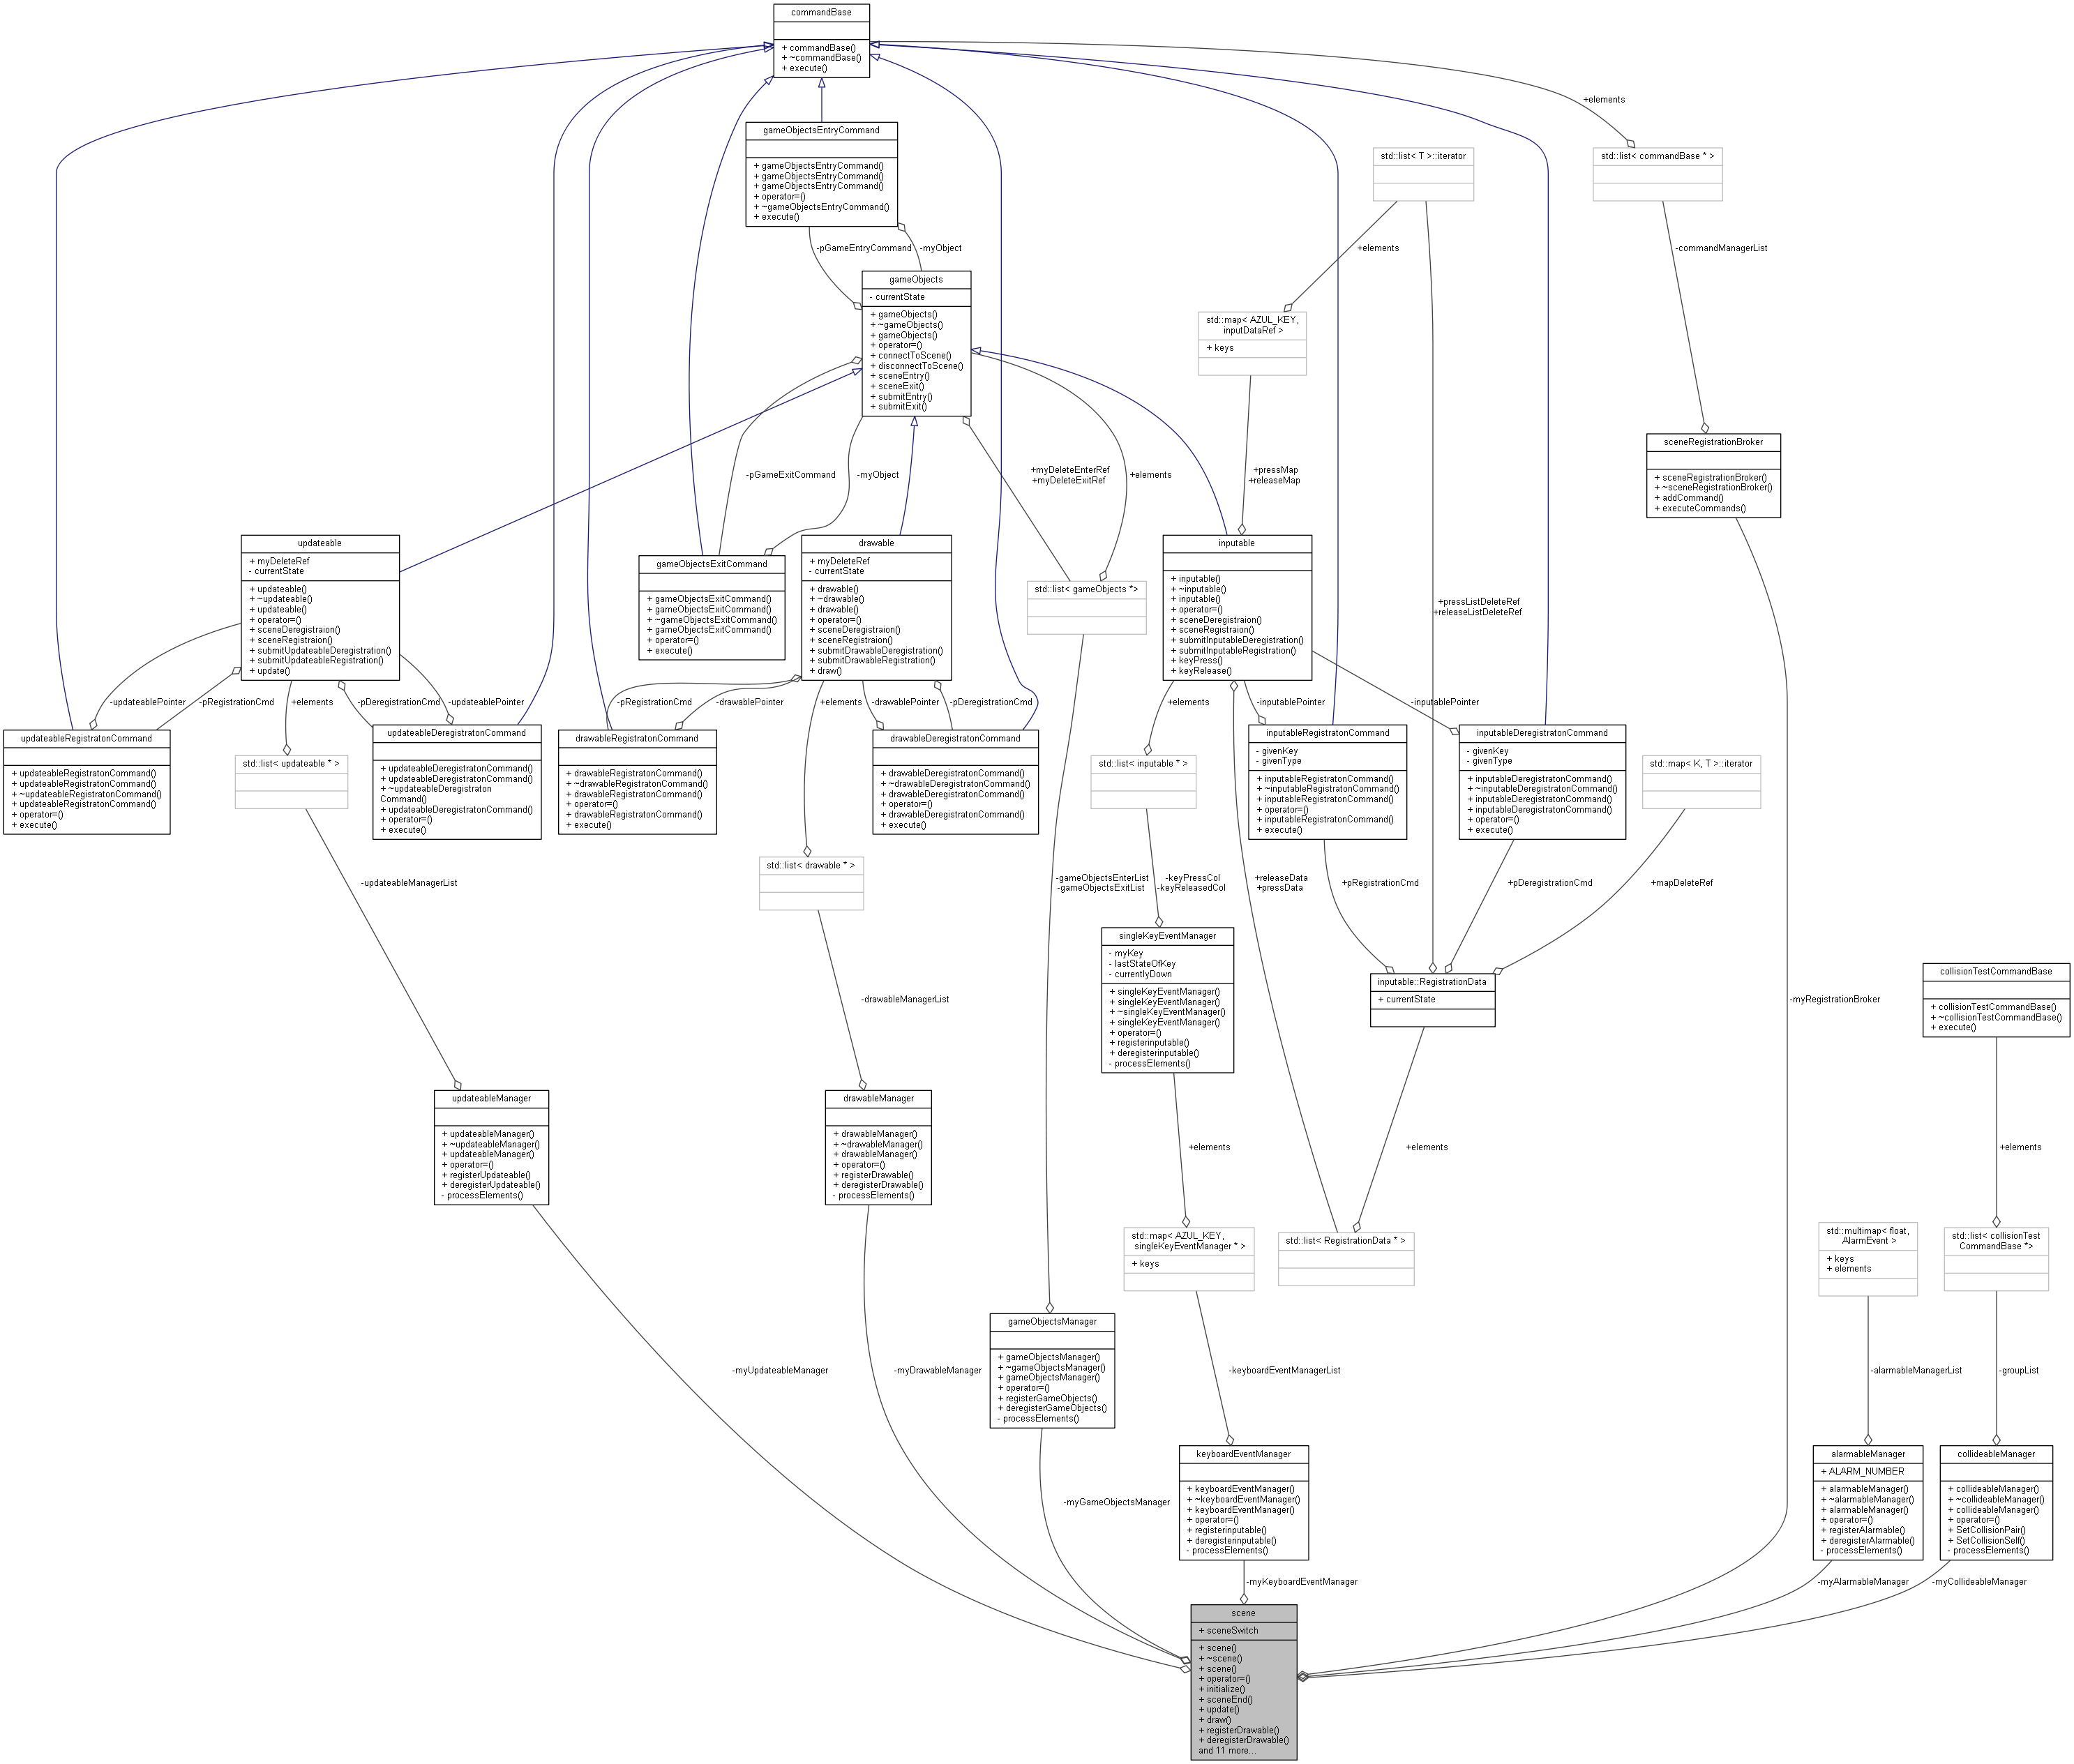 commandBase
+ commandBase()
+ ~commandBase()
+ execute()
+elements
gameObjectsEntryCommand
+ gameObjectsEntryCommand()
+ gameObjectsEntryCommand()
+ gameObjectsEntryCommand()
+ operator=()
+ ~gameObjectsEntryCommand()
+ execute()
std::list< T >::iterator
std::list< commandBase * >
-pGameEntryCommand
-myObject
+elements
-commandManagerList
gameObjects
- currentState
+ gameObjects()
+ ~gameObjects()
+ gameObjects()
+ operator=()
+ connectToScene()
+ disconnectToScene()
+ sceneEntry()
+ sceneExit()
+ submitEntry()
+ submitExit()
std::map< AZUL_KEY,
inputDataRef >
+ keys
sceneRegistrationBroker
+ sceneRegistrationBroker()
+ ~sceneRegistrationBroker()
+ addCommand()
+ executeCommands()
-pGameExitCommand
-myObject
+myDeleteEnterRef
+myDeleteExitRef
+elements
+pressMap
+releaseMap
updateable
+ myDeleteRef
- currentState
+ updateable()
+ ~updateable()
+ updateable()
+ operator=()
+ sceneDeregistraion()
+ sceneRegistraion()
+ submitUpdateableDeregistration()
+ submitUpdateableRegistration()
+ update()
gameObjectsExitCommand
+ gameObjectsExitCommand()
+ gameObjectsExitCommand()
+ ~gameObjectsExitCommand()
+ gameObjectsExitCommand()
+ operator=()
+ execute()
drawable
+ myDeleteRef
- currentState
+ drawable()
+ ~drawable()
+ drawable()
+ operator=()
+ sceneDeregistraion()
+ sceneRegistraion()
+ submitDrawableDeregistration()
+ submitDrawableRegistration()
+ draw()
std::list< gameObjects *>
inputable
+ inputable()
+ ~inputable()
+ inputable()
+ operator=()
+ sceneDeregistraion()
+ sceneRegistraion()
+ submitInputableDeregistration()
+ submitInputableRegistration()
+ keyPress()
+ keyRelease()
+pressListDeleteRef
+releaseListDeleteRef
-updateablePointer
-pRegistrationCmd
+elements
-pDeregistrationCmd
-updateablePointer
-pRegistrationCmd
-drawablePointer
+elements
-drawablePointer
-pDeregistrationCmd
+elements
-inputablePointer
-inputablePointer
updateableRegistratonCommand
+ updateableRegistratonCommand()
+ updateableRegistratonCommand()
+ ~updateableRegistratonCommand()
+ updateableRegistratonCommand()
+ operator=()
+ execute()
std::list< updateable * >
updateableDeregistratonCommand
+ updateableDeregistratonCommand()
+ updateableDeregistratonCommand()
+ ~updateableDeregistraton
Command()
+ updateableDeregistratonCommand()
+ operator=()
+ execute()
drawableRegistratonCommand
+ drawableRegistratonCommand()
+ ~drawableRegistratonCommand()
+ drawableRegistratonCommand()
+ operator=()
+ drawableRegistratonCommand()
+ execute()
drawableDeregistratonCommand
+ drawableDeregistratonCommand()
+ ~drawableDeregistratonCommand()
+ drawableDeregistratonCommand()
+ operator=()
+ drawableDeregistratonCommand()
+ execute()
std::list< inputable * >
inputableRegistratonCommand
- givenKey
- givenType
+ inputableRegistratonCommand()
+ ~inputableRegistratonCommand()
+ inputableRegistratonCommand()
+ operator=()
+ inputableRegistratonCommand()
+ execute()
inputableDeregistratonCommand
- givenKey
- givenType
+ inputableDeregistratonCommand()
+ ~inputableDeregistratonCommand()
+ inputableDeregistratonCommand()
+ inputableDeregistratonCommand()
+ operator=()
+ execute()
std::map< K, T >::iterator
std::list< drawable * >
-updateableManagerList
-gameObjectsEnterList
-gameObjectsExitList
-keyPressCol
-keyReleasedCol
+releaseData
+pressData
+pRegistrationCmd
+pDeregistrationCmd
+mapDeleteRef
singleKeyEventManager
- myKey
- lastStateOfKey
- currentlyDown
+ singleKeyEventManager()
+ singleKeyEventManager()
+ ~singleKeyEventManager()
+ singleKeyEventManager()
+ operator=()
+ registerinputable()
+ deregisterinputable()
- processElements()
inputable::RegistrationData
+ currentState
-drawableManagerList
-myRegistrationBroker
collisionTestCommandBase
+ collisionTestCommandBase()
+ ~collisionTestCommandBase()
+ execute()
updateableManager
+ updateableManager()
+ ~updateableManager()
+ updateableManager()
+ operator=()
+ registerUpdateable()
+ deregisterUpdateable()
- processElements()
drawableManager
+ drawableManager()
+ ~drawableManager()
+ drawableManager()
+ operator=()
+ registerDrawable()
+ deregisterDrawable()
- processElements()
+elements
+elements
+elements
std::map< AZUL_KEY,
singleKeyEventManager * >
+ keys
std::list< RegistrationData * >
std::multimap< float,
AlarmEvent >
+ keys
+ elements
std::list< collisionTest
CommandBase *>
gameObjectsManager
+ gameObjectsManager()
+ ~gameObjectsManager()
+ gameObjectsManager()
+ operator=()
+ registerGameObjects()
+ deregisterGameObjects()
- processElements()
-myUpdateableManager
-myDrawableManager
-keyboardEventManagerList
-alarmableManagerList
-groupList
keyboardEventManager
+ keyboardEventManager()
+ ~keyboardEventManager()
+ keyboardEventManager()
+ operator=()
+ registerinputable()
+ deregisterinputable()
- processElements()
alarmableManager
+ ALARM_NUMBER
+ alarmableManager()
+ ~alarmableManager()
+ alarmableManager()
+ operator=()
+ registerAlarmable()
+ deregisterAlarmable()
- processElements()
collideableManager
+ collideableManager()
+ ~collideableManager()
+ collideableManager()
+ operator=()
+ SetCollisionPair()
+ SetCollisionSelf()
- processElements()
-myGameObjectsManager
-myKeyboardEventManager
-myAlarmableManager
-myCollideableManager
scene
+ sceneSwitch
+ scene()
+ ~scene()
+ scene()
+ operator=()
+ initialize()
+ sceneEnd()
+ update()
+ draw()
+ registerDrawable()
+ deregisterDrawable()
and 11 more...